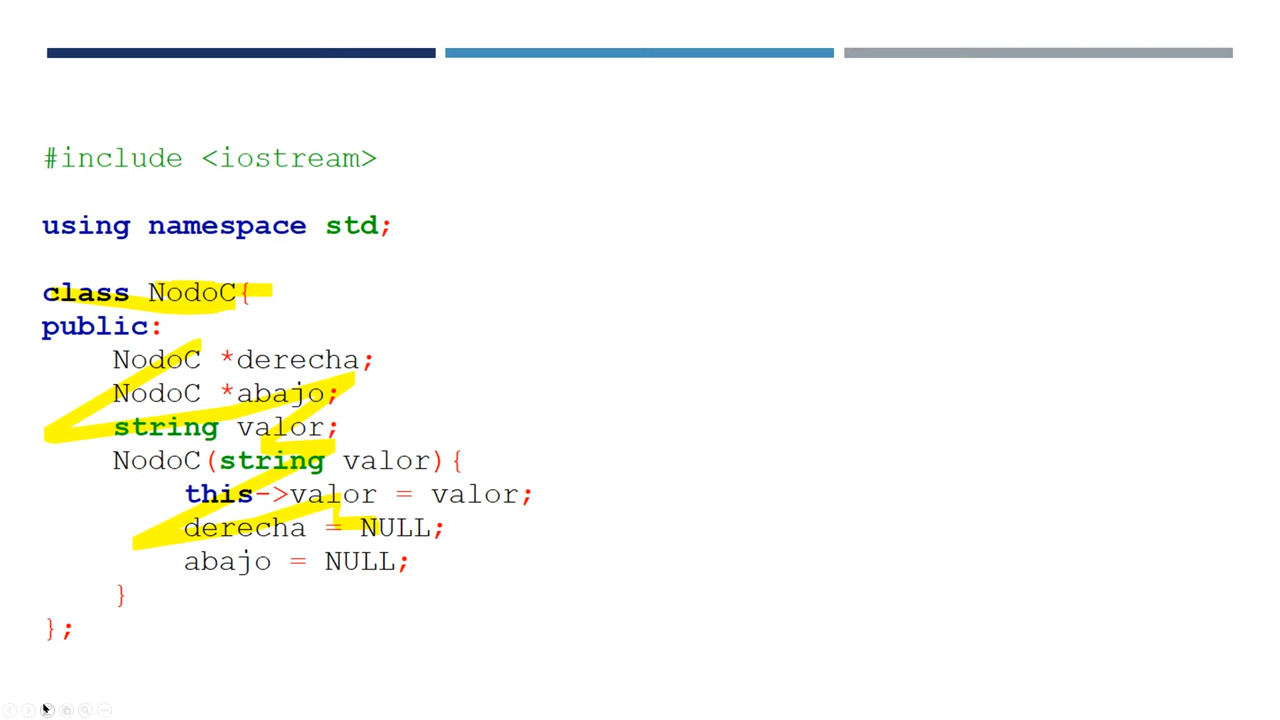 #include <iostream>
using namespace std;
class NodoC{
public:
NodoC *derecha;
NodoC *abajo;
string valor;
NodoC(string valor){
this->valor = valor;
derecha = NULL;
abajo = NULL;
}
};